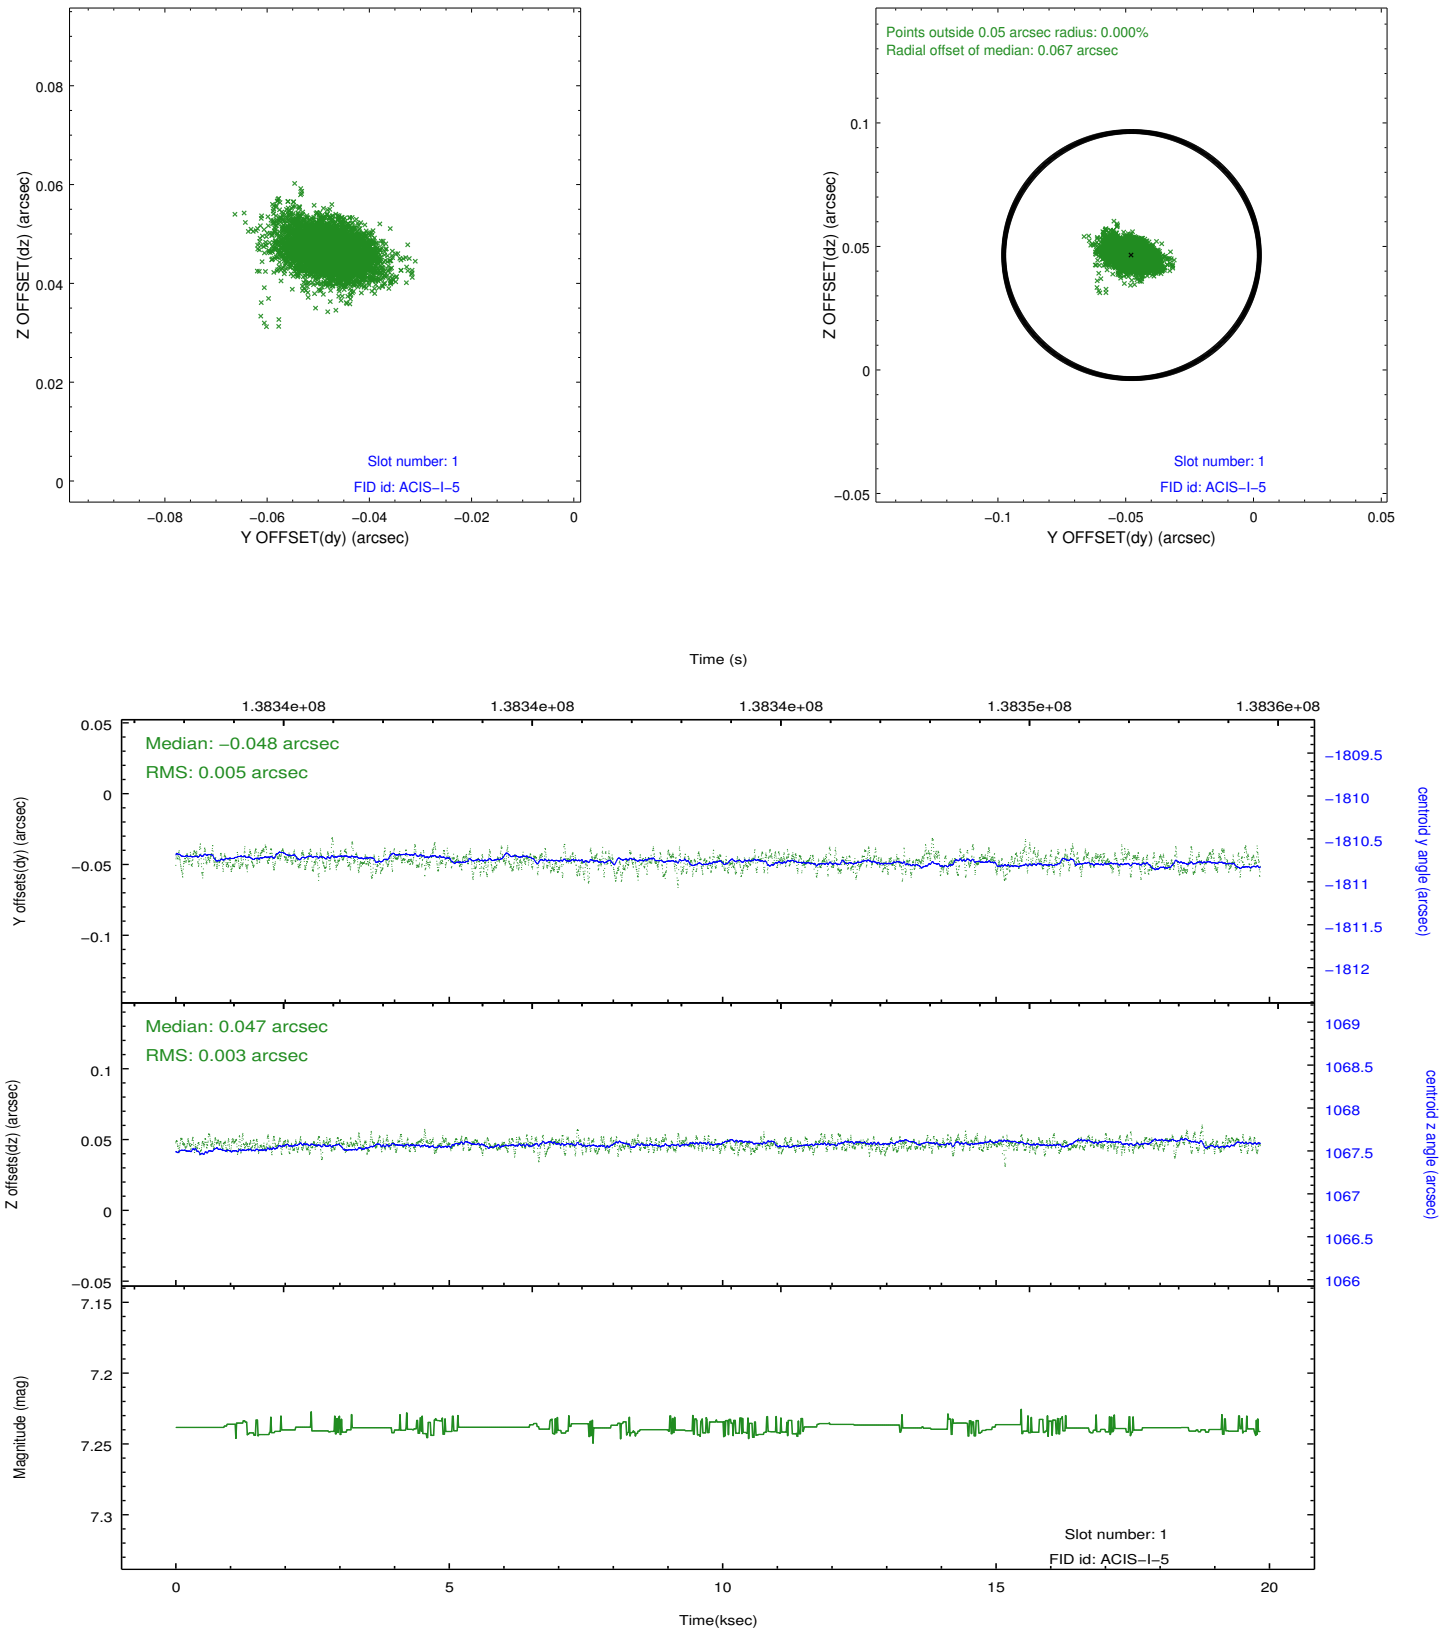 0.08
0.06
0.04
0.02
0
Z OFFSET(dz) (arcsec)
Slot number: 1
FID id: ACIS−I−5
−0.08
−0.06
−0.04
−0.02
0
Y OFFSET(dy) (arcsec)
Points outside 0.05 arcsec radius: 0.000%
Radial offset of median: 0.067 arcsec
0.1
0.05
0
−0.05
Z OFFSET(dz) (arcsec)
Slot number: 1
FID id: ACIS−I−5
−0.1
−0.05
0
0.05
Y OFFSET(dy) (arcsec)
Time (s)
1.3834e+08
1.3834e+08
1.3834e+08
1.3835e+08
1.3836e+08
Median: −0.048 arcsec
RMS: 0.005 arcsec
0.05
0
−0.05
−0.1
Y offsets(dy) (arcsec)
−1809.5
−1810
−1810.5
−1811
−1811.5
−1812
centroid y angle (arcsec)
Median: 0.047 arcsec
RMS: 0.003 arcsec
0.1
0.05
0
−0.05
Z offsets(dz) (arcsec)
1069
1068.5
1068
1067.5
1067
1066.5
1066
centroid z angle (arcsec)
7.15
7.2
7.25
7.3
Magnitude (mag)
Slot number: 1
FID id: ACIS−I−5
0
5
10
15
20
Time(ksec)